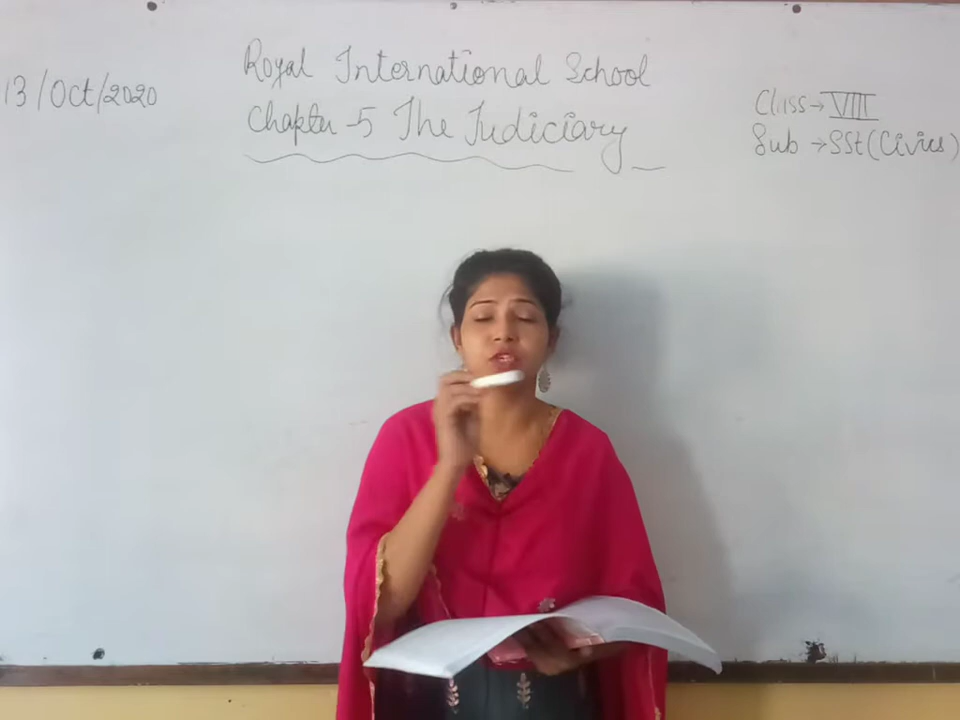 13/Oct/2020
Royal International School
Chapter-5 The Judiciary
Class→VIII
Sub→SSt(Civics)